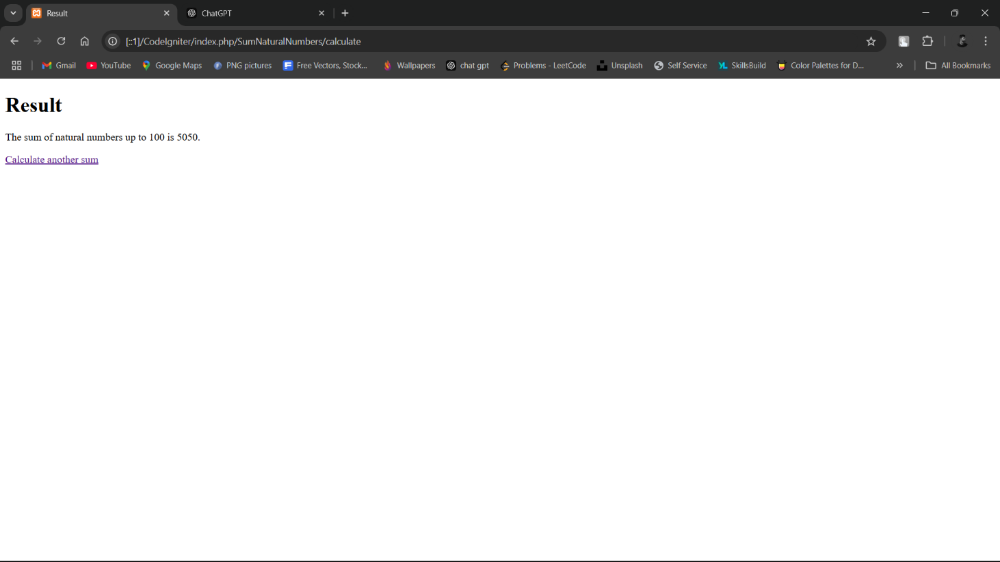 Result
ChatGPT
[::1]/CodeIgniter/index.php/SumNaturalNumbers/calculate
Gmail YouTube Google Maps PNG pictures Free Vectors, Stock... Wallpapers chat gpt Problems - LeetCode Unsplash Self Service SkillsBuild Color Palettes for D... All Bookmarks
Result
The sum of natural numbers up to 100 is 5050.
Calculate another sum